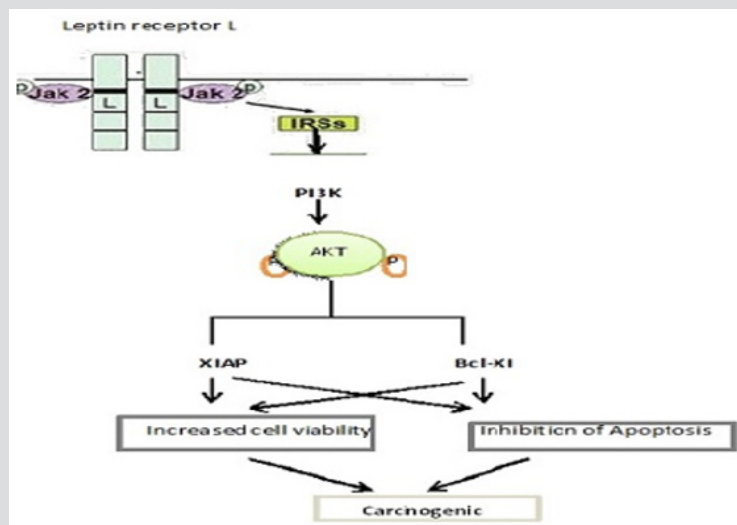 Leptin receptor L
P Jak 2 L L Jak 2 P
IRSs
PI3K
AKT
P P
XIAP Bcl-Xl
Increased cell viability Inhibition of Apoptosis
Carcinogenic